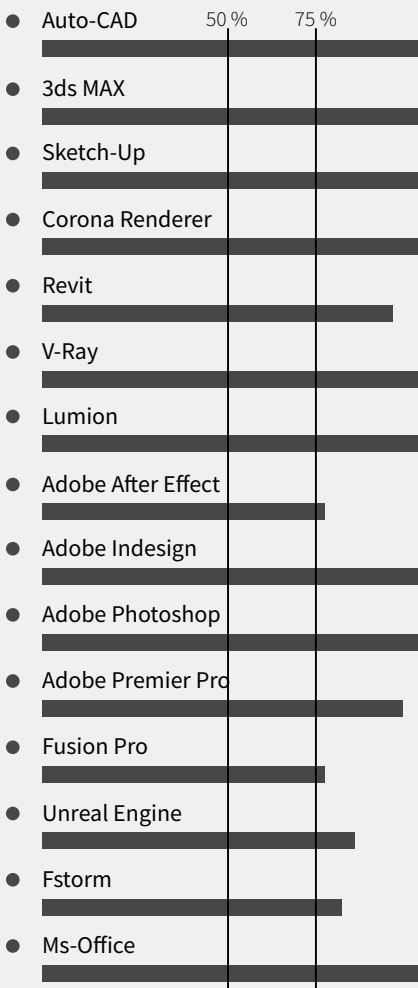 Auto-CAD 50 % 75 %
3ds MAX
Sketch-Up
Corona Renderer
Revit
V-Ray
Lumion
Adobe After Effect
Adobe Indesign
Adobe Photoshop
Adobe Premier Pro
Fusion Pro
Unreal Engine
Fstorm
Ms-Office